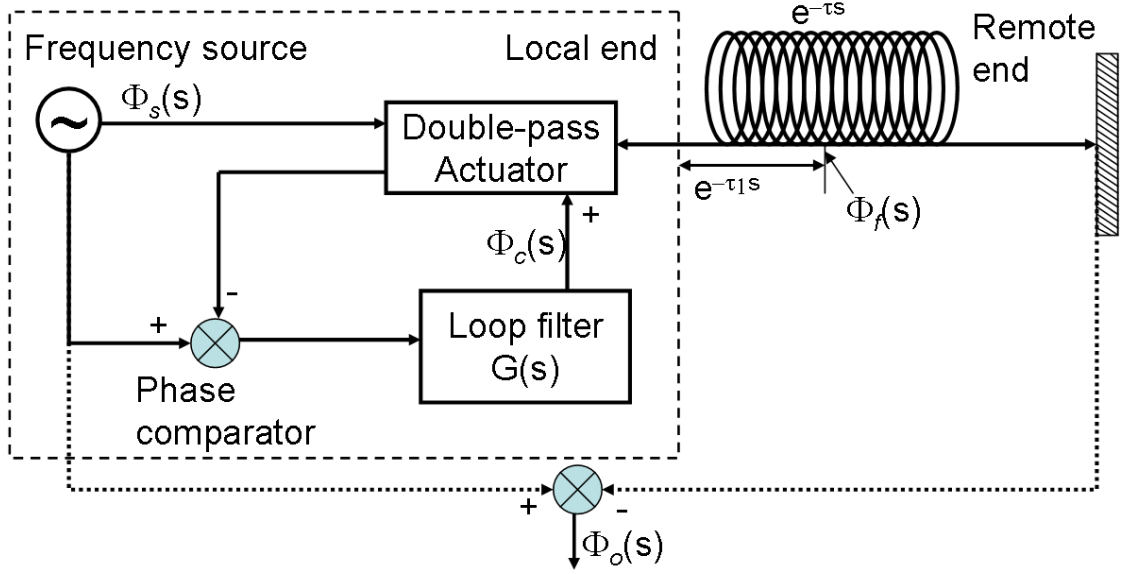 Frequency source
Local end
e−τs
Remote
end
~
Φs(s)
Double-pass
Actuator
e−τ1s
Φf(s)
+
Φc(s)
-
+
Loop filter
G(s)
Phase
comparator
+
-
Φo(s)